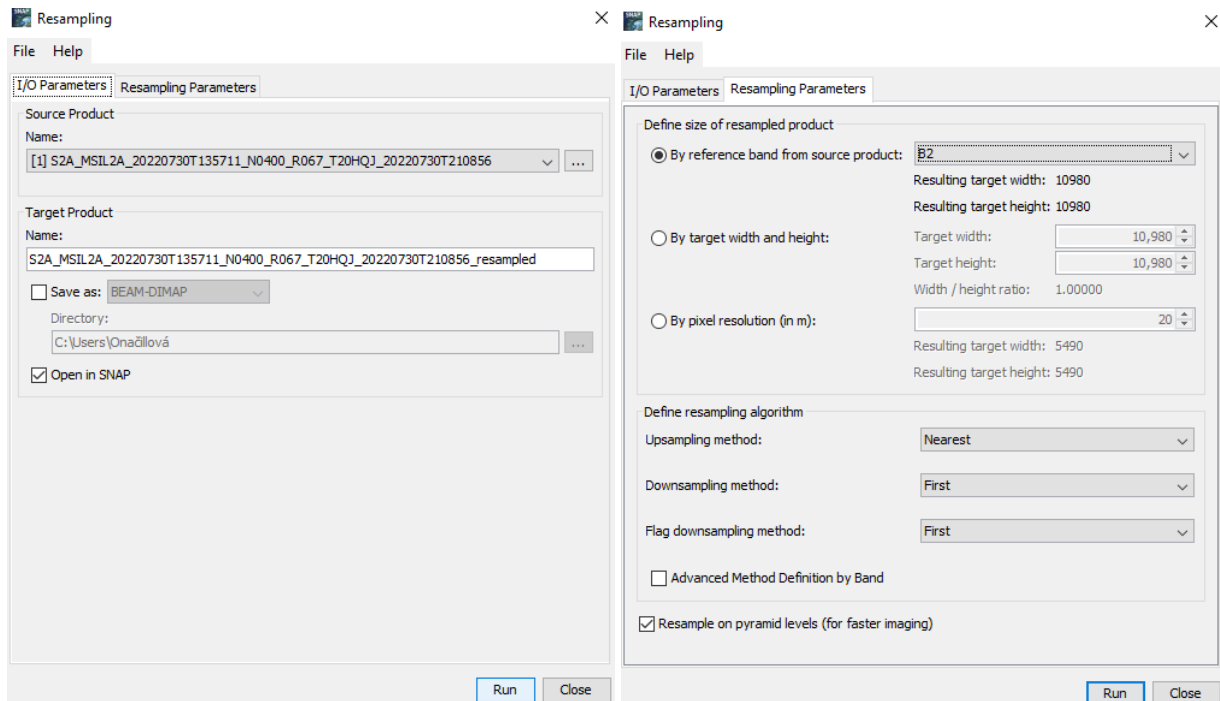 Resampling
File Help
I/O Parameters Resampling Parameters
Source Product
Name:
[1] S2A_MSIL2A_20220730T135711_N0400_R067_T20HQJ_20220730T210856 ...
Target Product
Name:
S2A_MSIL2A_20220730T135711_N0400_R067_T20HQJ_20220730T210856_resampled
Save as: BEAM-DIMAP
Directory:
C:\Users\Onačillová ...
Open in SNAP
Run Close
Resampling
File Help
I/O Parameters Resampling Parameters
Define size of resampled product
By reference band from source product: B2
Resulting target width: 10980
Resulting target height: 10980
By target width and height: Target width: 10,980
Target height: 10,980
Width / height ratio: 1.00000
By pixel resolution (in m): 20
Resulting target width: 5490
Resulting target height: 5490
Define resampling algorithm
Upsampling method: Nearest
Downsampling method: First
Flag downsampling method: First
Advanced Method Definition by Band
Resample on pyramid levels (for faster imaging)
Run Close